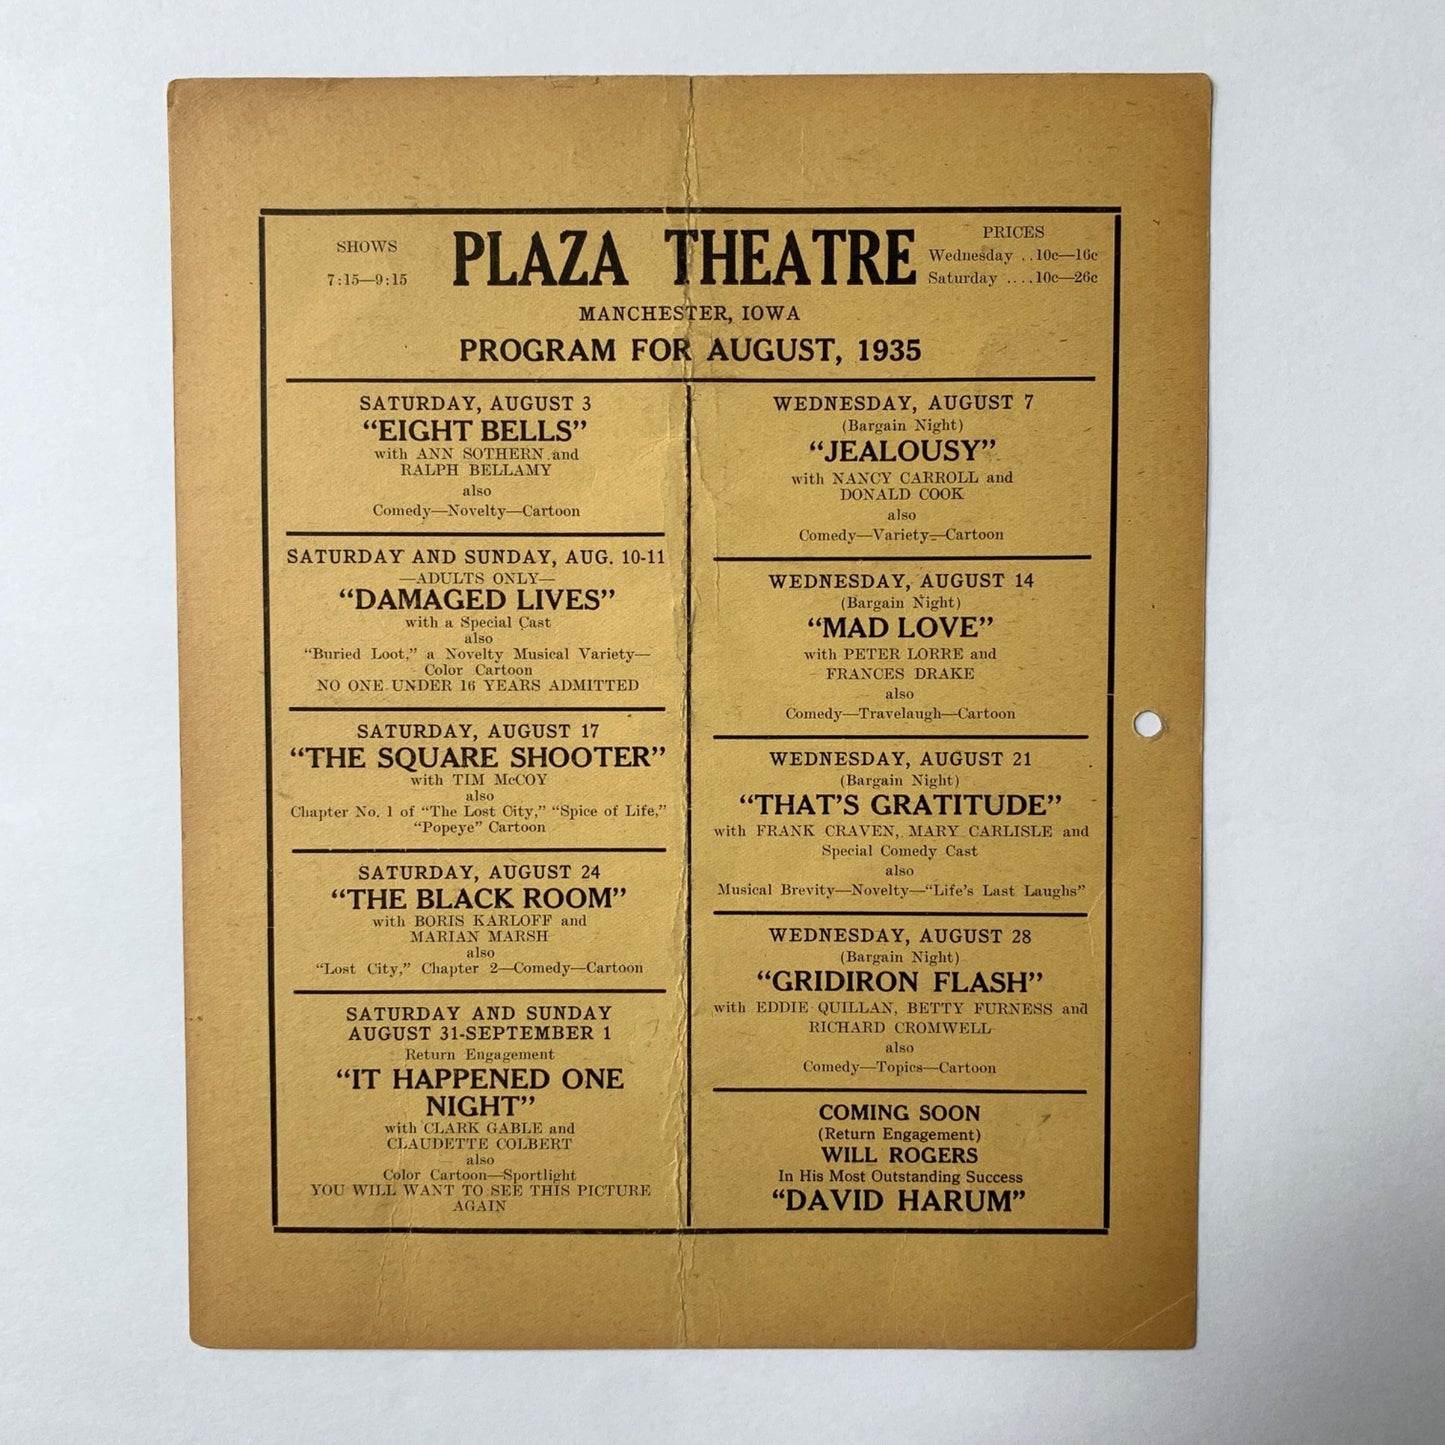 SHOWS
7:15—9:15
PLAZA THEATRE
PRICES
Wednesday ..10c—16c
Saturday ....10c—26c
MANCHESTER, IOWA
PROGRAM FOR AUGUST, 1935
SATURDAY, AUGUST 3
“EIGHT BELLS”
with ANN SOTHERN and
RALPH BELLAMY
also
Comedy—Novelty—Cartoon
SATURDAY AND SUNDAY, AUG. 10-11
—ADULTS ONLY—
“DAMAGED LIVES”
with a Special Cast
also
“Buried Loot,” a Novelty Musical Variety—
Color Cartoon
NO ONE UNDER 16 YEARS ADMITTED
SATURDAY, AUGUST 17
“THE SQUARE SHOOTER”
with TIM McCOY
also
Chapter No. 1 of “The Lost City,” “Spice of Life,”
“Popeye” Cartoon
SATURDAY, AUGUST 24
“THE BLACK ROOM”
with BORIS KARLOFF and
MARIAN MARSH
also
“Lost City,” Chapter 2—Comedy—Cartoon
SATURDAY AND SUNDAY
AUGUST 31-SEPTEMBER 1
Return Engagement
“IT HAPPENED ONE
NIGHT”
with CLARK GABLE and
CLAUDETTE COLBERT
also
Color Cartoon—Sportlight
YOU WILL WANT TO SEE THIS PICTURE
AGAIN
WEDNESDAY, AUGUST 7
(Bargain Night)
“JEALOUSY”
with NANCY CARROLL and
DONALD COOK
also
Comedy—Variety—Cartoon
WEDNESDAY, AUGUST 14
(Bargain Night)
“MAD LOVE”
with PETER LORRE and
FRANCES DRAKE
also
Comedy—Travelaugh—Cartoon
WEDNESDAY, AUGUST 21
(Bargain Night)
“THAT’S GRATITUDE”
with FRANK CRAVEN, MARY CARLISLE and
Special Comedy Cast
also
Musical Brevity—Novelty—“Life’s Last Laughs”
WEDNESDAY, AUGUST 28
(Bargain Night)
“GRIDIRON FLASH”
with EDDIE QUILLAN, BETTY FURNESS and
RICHARD CROMWELL
also
Comedy—Topics—Cartoon
COMING SOON
(Return Engagement)
WILL ROGERS
In His Most Outstanding Success
“DAVID HARUM”